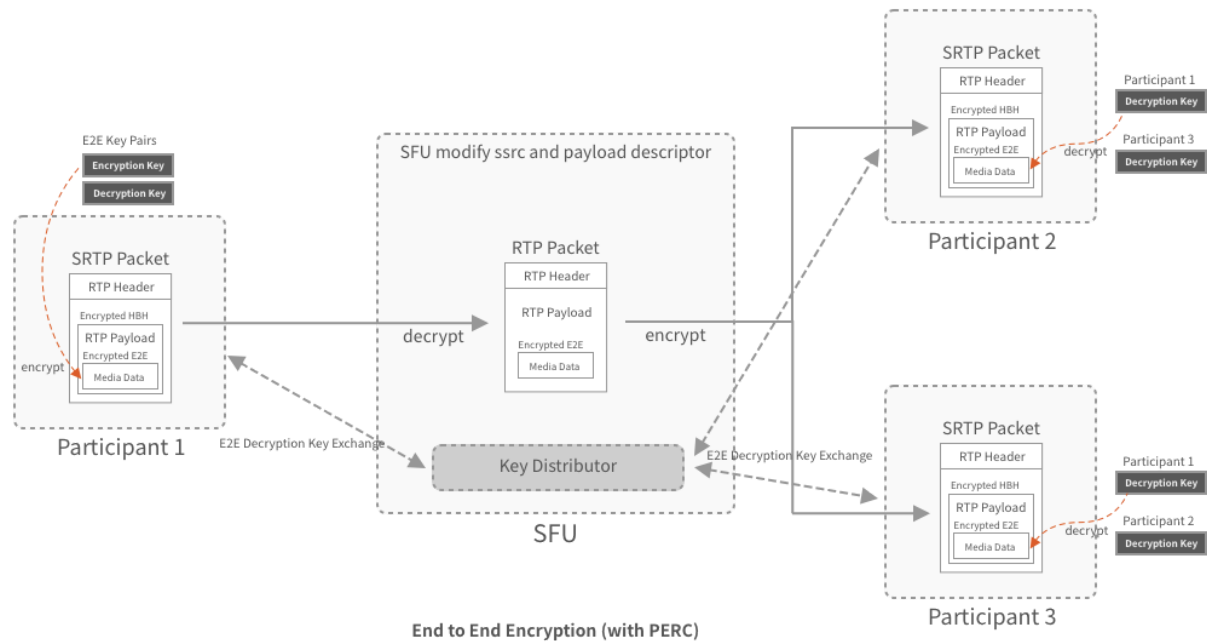 E2E Key Pairs
Encryption Key
Decryption Key
SRTP Packet
RTP Header
Encrypted HBH
RTP Payload
Encrypted E2E
Media Data
encrypt
Participant 1
E2E Decryption Key Exchange
SFU modify ssrc and payload descriptor
decrypt
RTP Packet
RTP Header
RTP Payload
Encrypted E2E
Media Data
encrypt
Key Distributor
SFU
E2E Decryption Key Exchange
SRTP Packet
RTP Header
Encrypted HBH
RTP Payload
Encrypted E2E
Media Data
decrypt
Participant 1
Decryption Key
Participant 3
Decryption Key
Participant 2
SRTP Packet
RTP Header
Encrypted HBH
RTP Payload
Encrypted E2E
Media Data
decrypt
Participant 1
Decryption Key
Participant 2
Decryption Key
Participant 3
End to End Encryption (with PERC)